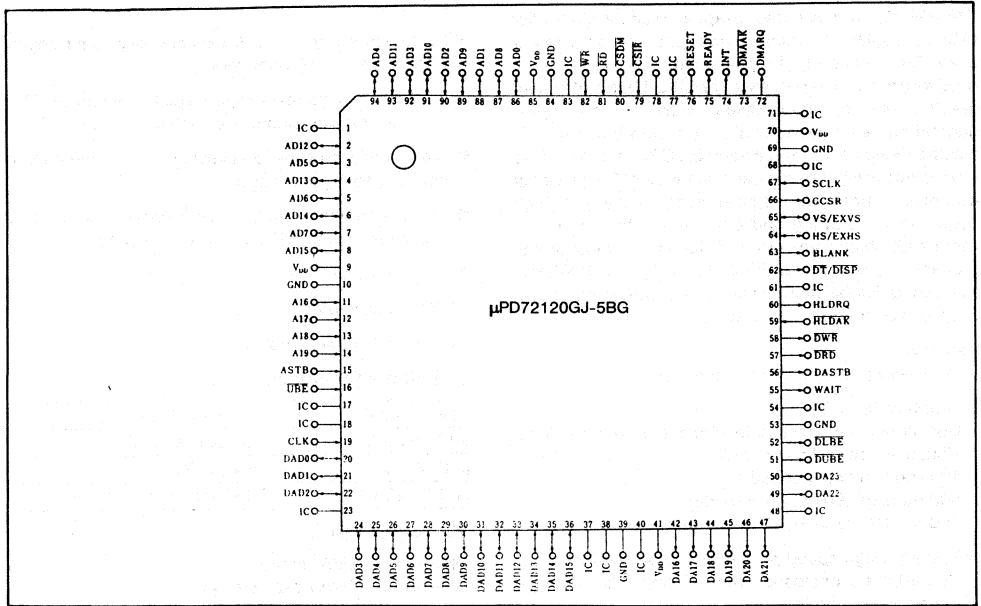 AD4 AD11 AD3 AD10 AD2 AD9 AD1 AD8 AD0 VDD GND IC WR RD CSDM CSIR IC IC RESET READY INT DMAAK DMARQ
94 93 92 91 90 89 88 87 86 85 84 83 82 81 80 79 78 77 76 75 74 73 72
IC 1
AD12 2
AD5 3
AD13 4
AD6 5
AD14 6
AD7 7
AD15 8
VDD 9
GND 10
A16 11
A17 12
A18 13
A19 14
ASTB 15
UBE 16
IC 17
IC 18
CLK 19
DAD0 20
DAD1 21
DAD2 22
IC 23
µPD72120GJ-5BG
71 IC
70 VDD
69 GND
68 IC
67 SCLK
66 GCSR
65 VS/EXVS
64 HS/EXHS
63 BLANK
62 DT/DISP
61 IC
60 HLDRQ
59 HLDAK
58 DWR
57 DRD
56 DASTB
55 WAIT
54 IC
53 GND
52 DLBE
51 DUBE
50 DA23
49 DA22
48 IC
24 25 26 27 28 29 30 31 32 33 34 35 36 37 38 39 40 41 42 43 44 45 46 47
DAD3 DAD4 DAD5 DAD6 DAD7 DAD8 DAD9 DAD10 DAD11 DAD12 DAD13 DAD14 DAD15 IC IC GND IC VDD DA16 DA17 DA18 DA19 DA20 DA21